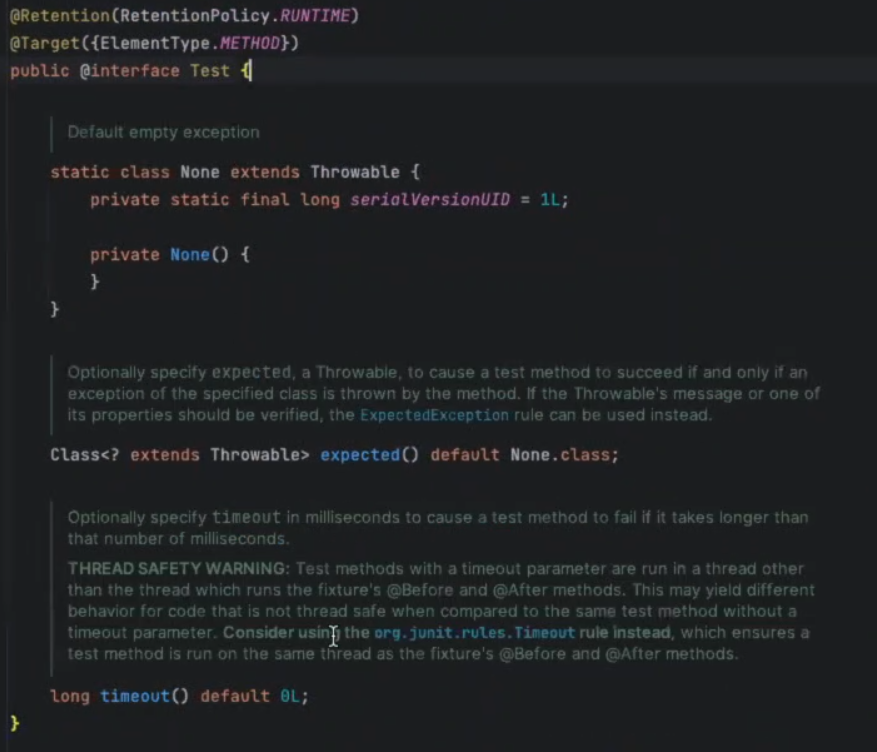 @Retention(RetentionPolicy.RUNTIME)
@Target({ElementType.METHOD})
public @interface Test {
Default empty exception
static class None extends Throwable {
private static final long serialVersionUID = 1L;
private None() {
}
}
Optionally specify expected, a Throwable, to cause a test method to succeed if and only if an
exception of the specified class is thrown by the method. If the Throwable's message or one of
its properties should be verified, the ExpectedException rule can be used instead.
Class<? extends Throwable> expected() default None.class;
Optionally specify timeout in milliseconds to cause a test method to fail if it takes longer than
that number of milliseconds.
THREAD SAFETY WARNING: Test methods with a timeout parameter are run in a thread other
than the thread which runs the fixture's @Before and @After methods. This may yield different
behavior for code that is not thread safe when compared to the same test method without a
timeout parameter. Consider using the org.junit.rules.Timeout rule instead, which ensures a
test method is run on the same thread as the fixture's @Before and @After methods.
long timeout() default 0L;
}